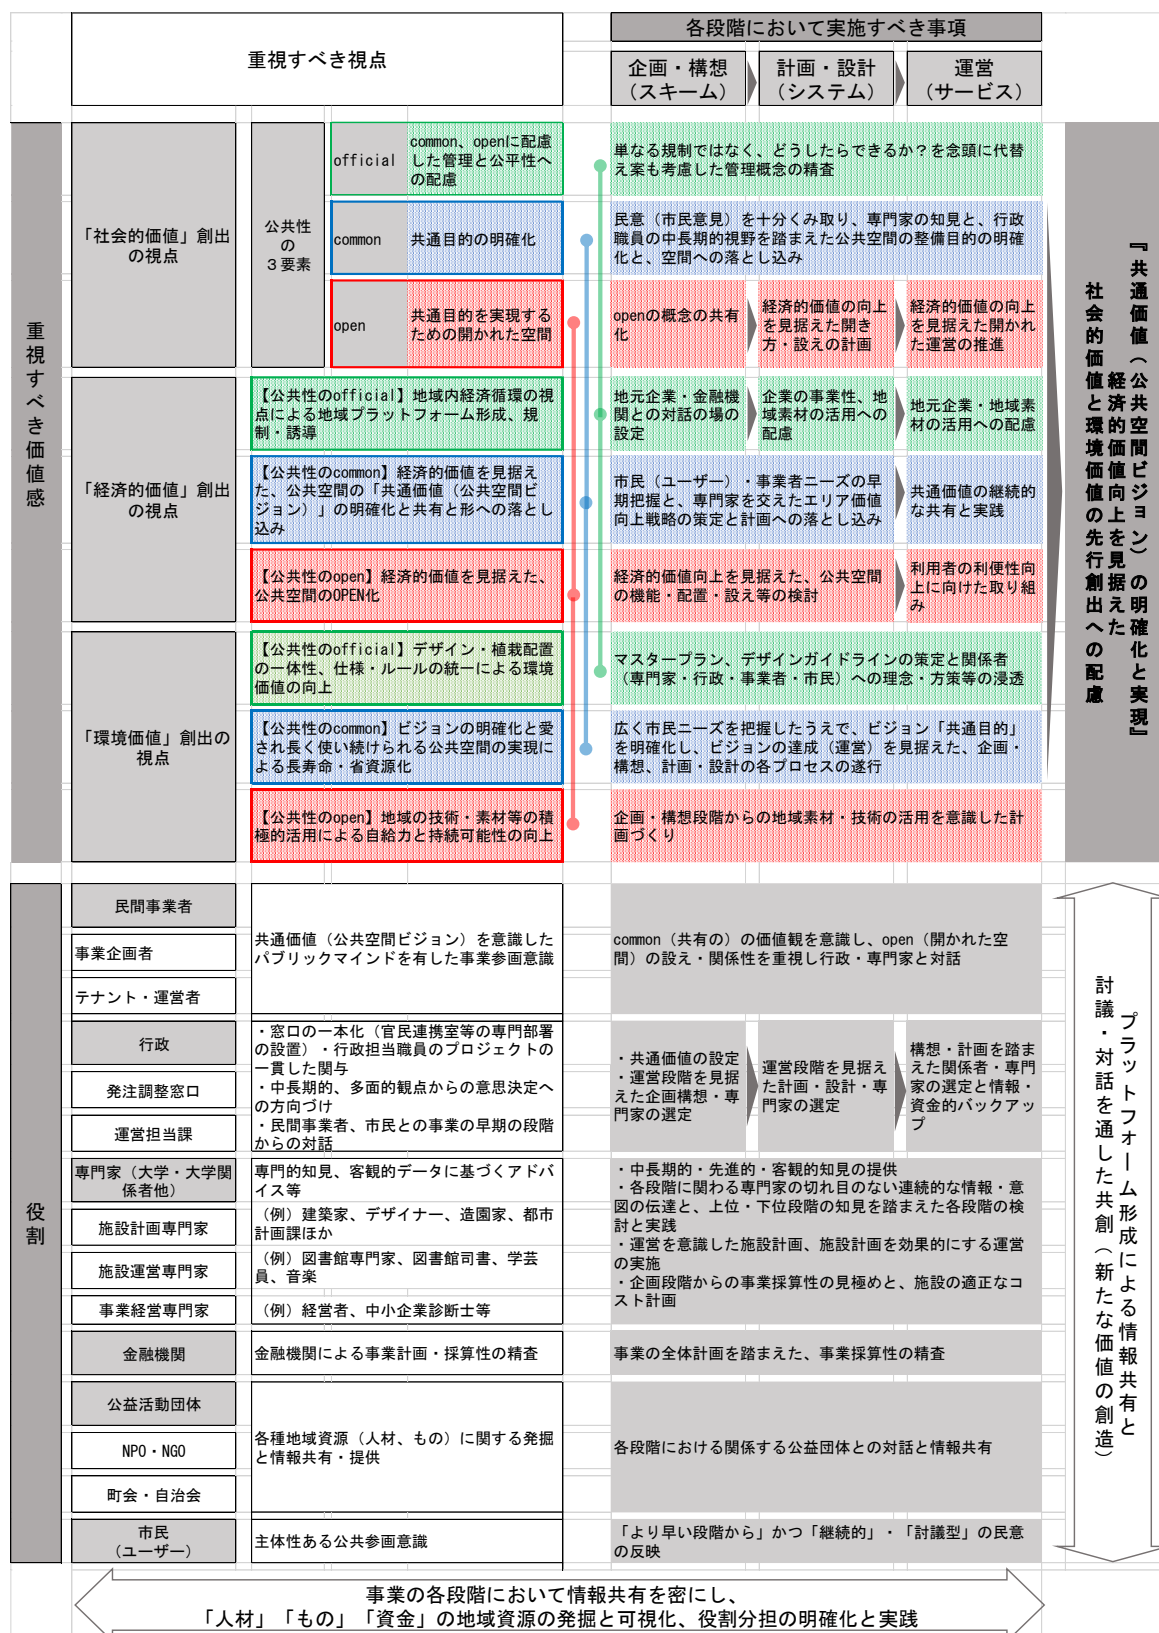 重視すべき視点
各段階において実施すべき事項
企画・構想
（スキーム）
計画・設計
（システム）
運営
（サービス）
重視すべき価値感
「社会的価値」創出
の視点
公共性
の
３要素
official
common、openに配慮
した管理と公平性へ
の配慮
単なる規制ではなく、どうしたらできるか？を念頭に代替
え案も考慮した管理概念の精査
common
共通目的の明確化
民意（市民意見）を十分くみ取り、専門家の知見と、行政
職員の中長期的視野を踏まえた公共空間の整備目的の明確
化と、空間への落とし込み
open
共通目的を実現する
ための開かれた空間
openの概念の共有
化
経済的価値の向上
を見据えた開き
方・設えの計画
経済的価値の向上
を見据えた開かれ
た運営の推進
「経済的価値」創出
の視点
【公共性のofficial】地域内経済循環の視
点による地域プラットフォーム形成、規
制・誘導
地元企業・金融機
関との対話の場の
設定
企業の事業性、地
域素材の活用への
配慮
地元企業・地域素
材の活用への配慮
【公共性のcommon】経済的価値を見据え
た、公共空間の「共通価値（公共空間ビ
ジョン）」の明確化と共有と形への落とし
込み
市民（ユーザー）・事業者ニーズの早
期把握と、専門家を交えたエリア価値
向上戦略の策定と計画への落とし込み
共通価値の継続的
な共有と実践
【公共性のopen】経済的価値を見据えた、
公共空間のOPEN化
経済的価値向上を見据えた、公共空間
の機能・配置・設え等の検討
利用者の利便性向
上に向けた取り組
み
「環境価値」創出の
視点
【公共性のofficial】デザイン・植栽配置
の一体性、仕様・ルールの統一による環境
価値の向上
マスタープラン、デザインガイドラインの策定と関係者
（専門家・行政・事業者・市民）への理念・方策等の浸透
【公共性のcommon】ビジョンの明確化と愛
され長く使い続けられる公共空間の実現に
よる長寿命・省資源化
広く市民ニーズを把握したうえで、ビジョン「共通目的」
を明確化し、ビジョンの達成（運営）を見据えた、企画・
構想、計画・設計の各プロセスの遂行
【公共性のopen】地域の技術・素材等の積
極的活用による自給力と持続可能性の向上
企画・構想段階からの地域素材・技術の活用を意識した計
画づくり
『共通価値（公共空間ビジョン）の明確化と実現』
経済的価値向上を見据えた
社会的価値と環境価値の先行創出への配慮
役割
民間事業者
事業企画者
テナント・運営者
共通価値（公共空間ビジョン）を意識した
パブリックマインドを有した事業参画意識
common（共有の）の価値観を意識し、open（開かれた空
間）の設え・関係性を重視し行政・専門家と対話
行政
発注調整窓口
運営担当課
・窓口の一本化（官民連携室等の専門部署
の設置）・行政担当職員のプロジェクトの
一貫した関与
・中長期的、多面的観点からの意思決定へ
の方向づけ
・民間事業者、市民との事業の早期の段階
からの対話
・共通価値の設定
・運営段階を見据
えた企画構想・専
門家の選定
運営段階を見据え
た計画・設計・専
門家の選定
構想・計画を踏ま
えた関係者・専門
家の選定と情報・
資金的バックアッ
プ
専門家（大学・大学関
係者他）
専門的知見、客観的データに基づくアドバ
イス等
施設計画専門家
（例）建築家、デザイナー、造園家、都市
計画課ほか
施設運営専門家
（例）図書館専門家、図書館司書、学芸
員、音楽
事業経営専門家
（例）経営者、中小企業診断士等
・中長期的・先進的・客観的知見の提供
・各段階に関わる専門家の切れ目のない連続的な情報・意
図の伝達と、上位・下位段階の知見を踏まえた各段階の検
討と実践
・運営を意識した施設計画、施設計画を効果的にする運営
の実施
・企画段階からの事業採算性の見極めと、施設の適正なコ
スト計画
金融機関
金融機関による事業計画・採算性の精査
事業の全体計画を踏まえた、事業採算性の精査
公益活動団体
NPO・NGO
町会・自治会
各種地域資源（人材、もの）に関する発掘
と情報共有・提供
各段階における関係する公益団体との対話と情報共有
市民
（ユーザー）
主体性ある公共参画意識
「より早い段階から」かつ「継続的」・「討議型」の民意
の反映
プラットフォーム形成による情報共有と
討議・対話を通した共創（新たな価値の創造）
事業の各段階において情報共有を密にし、
「人材」「もの」「資金」の地域資源の発掘と可視化、役割分担の明確化と実践